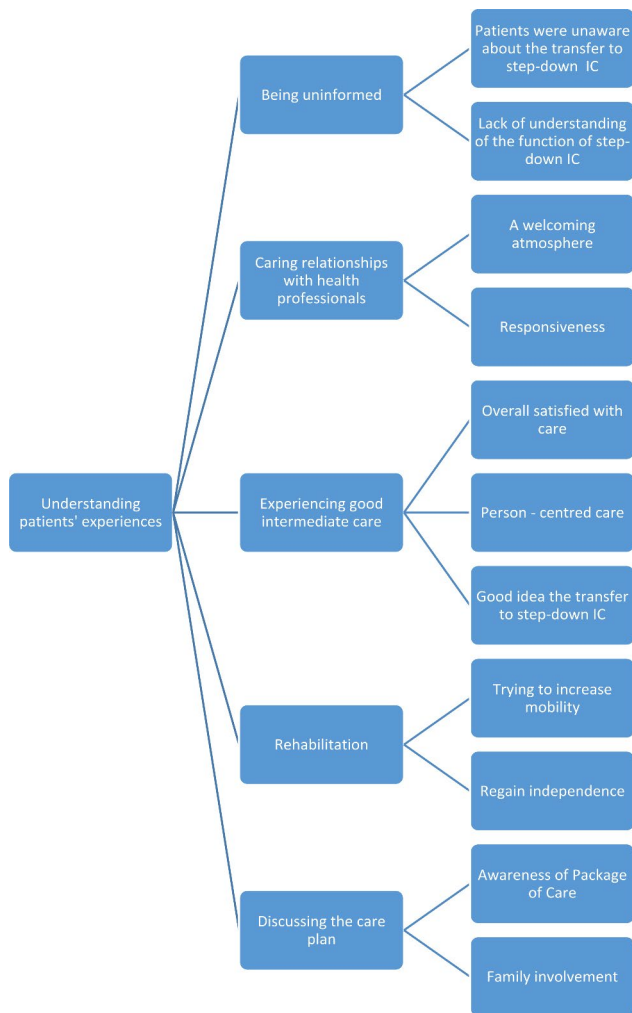 Understanding
patients' experiences
Being uninformed
Patients were unaware
about the transfer to
step-down IC
Lack of understanding
of the function of step-
down IC
Caring relationships
with health
professionals
A welcoming
atmosphere
Responsiveness
Experiencing good
intermediate care
Overall satisfied with
care
Person - centred care
Good idea the transfer
to step-down IC
Rehabilitation
Trying to increase
mobility
Regain independence
Discussing the care
plan
Awareness of Package
of Care
Family involvement